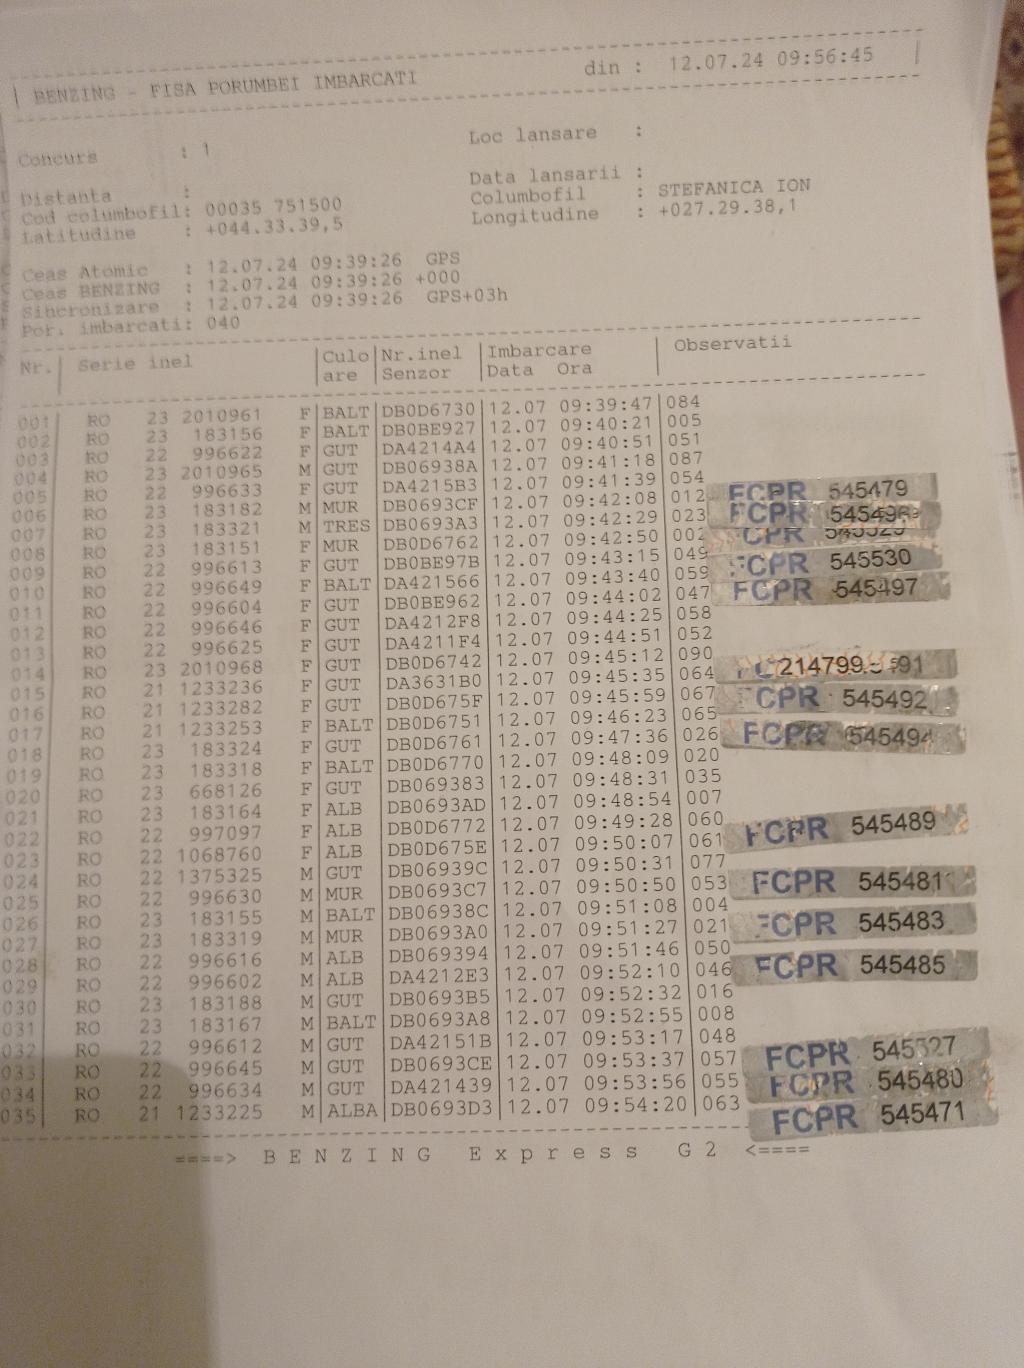 BENZING - FISA PORUMBEI IMBARCATI din : 12.07.24 09:56:45
Concurs : 1 Loc lansare :
Distanta : Data lansarii :
Cod columbofil: 00035 751500 Columbofil : STEFANICA ION
Latitudine : +044.33.39,5 Longitudine : +027.29.38,1
Ceas Atomic : 12.07.24 09:39:26 GPS
Ceas BENZING : 12.07.24 09:39:26 +000
Sincronizare : 12.07.24 09:39:26 GPS+03h
Por. imbarcati: 040
Nr.| Serie inel |Culo|Nr.inel |Imbarcare | Observatii
|are |Senzor |Data Ora |
001| RO 23 2010961 F|BALT|DB0D6730|12.07 09:39:47|084
002| RO 23 183156 F|BALT|DB0BE927|12.07 09:40:21|005
003| RO 22 996622 F|GUT |DA4214A4|12.07 09:40:51|051
004| RO 23 2010965 M|GUT |DB06938A|12.07 09:41:18|087
005| RO 22 996633 F|GUT |DA4215B3|12.07 09:41:39|054 FCPR 545479
006| RO 23 183182 M|MUR |DB0693CF|12.07 09:42:08|012 FCPR
007| RO 23 183321 M|TRES|DB0693A3|12.07 09:42:29|023 CPR
008| RO 23 183151 F|MUR |DB0D6762|12.07 09:42:50|002
009| RO 22 996613 F|GUT |DB0BE97B|12.07 09:43:15|049 CPR 545530
010| RO 22 996649 F|BALT|DA421566|12.07 09:43:40|059 FCPR 545497
011| RO 22 996604 F|GUT |DB0BE962|12.07 09:44:02|047
012| RO 22 996646 F|GUT |DA4212F8|12.07 09:44:25|058
013| RO 22 996625 F|GUT |DA4211F4|12.07 09:44:51|052
014| RO 23 2010968 F|GUT |DB0D6742|12.07 09:45:12|090
015| RO 21 1233236 F|GUT |DA3631B0|12.07 09:45:35|064 214799
016| RO 21 1233282 F|GUT |DB0D675F|12.07 09:45:59|067 CPR 545492
017| RO 21 1233253 F|BALT|DB0D6751|12.07 09:46:23|065 FCPR 545494
018| RO 23 183324 F|GUT |DB0D6761|12.07 09:47:36|026
019| RO 23 183318 F|BALT|DB0D6770|12.07 09:48:09|020
020| RO 23 668126 F|GUT |DB069383|12.07 09:48:31|035
021| RO 23 183164 F|ALB |DB0693AD|12.07 09:48:54|007
022| RO 22 997097 F|ALB |DB0D6772|12.07 09:49:28|060 FCPR 545489
023| RO 22 1068760 F|ALB |DB0D675E|12.07 09:50:07|061
024| RO 22 1375325 M|GUT |DB06939C|12.07 09:50:31|077
025| RO 22 996630 M|MUR |DB0693C7|12.07 09:50:50|053 FCPR 545481
026| RO 23 183155 M|BALT|DB06938C|12.07 09:51:08|004
027| RO 23 183319 M|MUR |DB0693A0|12.07 09:51:27|021 FCPR 545483
028| RO 22 996616 M|ALB |DB069394|12.07 09:51:46|050
029| RO 22 996602 M|ALB |DA4212E3|12.07 09:52:10|046 FCPR 545485
030| RO 23 183188 M|GUT |DB0693B5|12.07 09:52:32|016
031| RO 23 183167 M|BALT|DB0693A8|12.07 09:52:55|008
032| RO 22 996612 M|GUT |DA42151B|12.07 09:53:17|048
033| RO 22 996645 M|GUT |DB0693CE|12.07 09:53:37|057 FCPR 545527
034| RO 22 996634 M|GUT |DA421439|12.07 09:53:56|055 FCPR 545480
035| RO 21 1233225 M|ALBA|DB0693D3|12.07 09:54:20|063 FCPR 545471
====> B E N Z I N G E x p r e s s G 2 <====